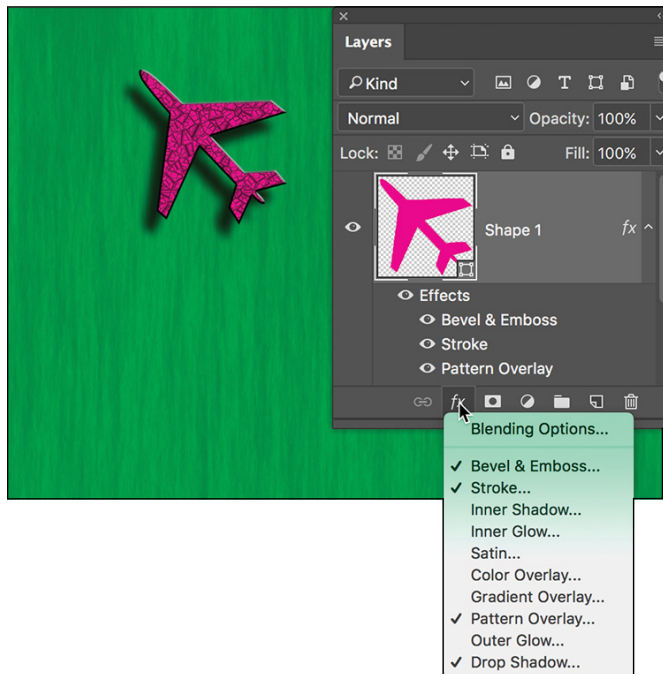 Layers
Kind
Normal
Opacity: 100%
Lock:
Fill: 100%
Shape 1
fx
Effects
Bevel & Emboss
Stroke
Pattern Overlay
fx
Blending Options...
Bevel & Emboss...
Stroke...
Inner Shadow...
Inner Glow...
Satin...
Color Overlay...
Gradient Overlay...
Pattern Overlay...
Outer Glow...
Drop Shadow...